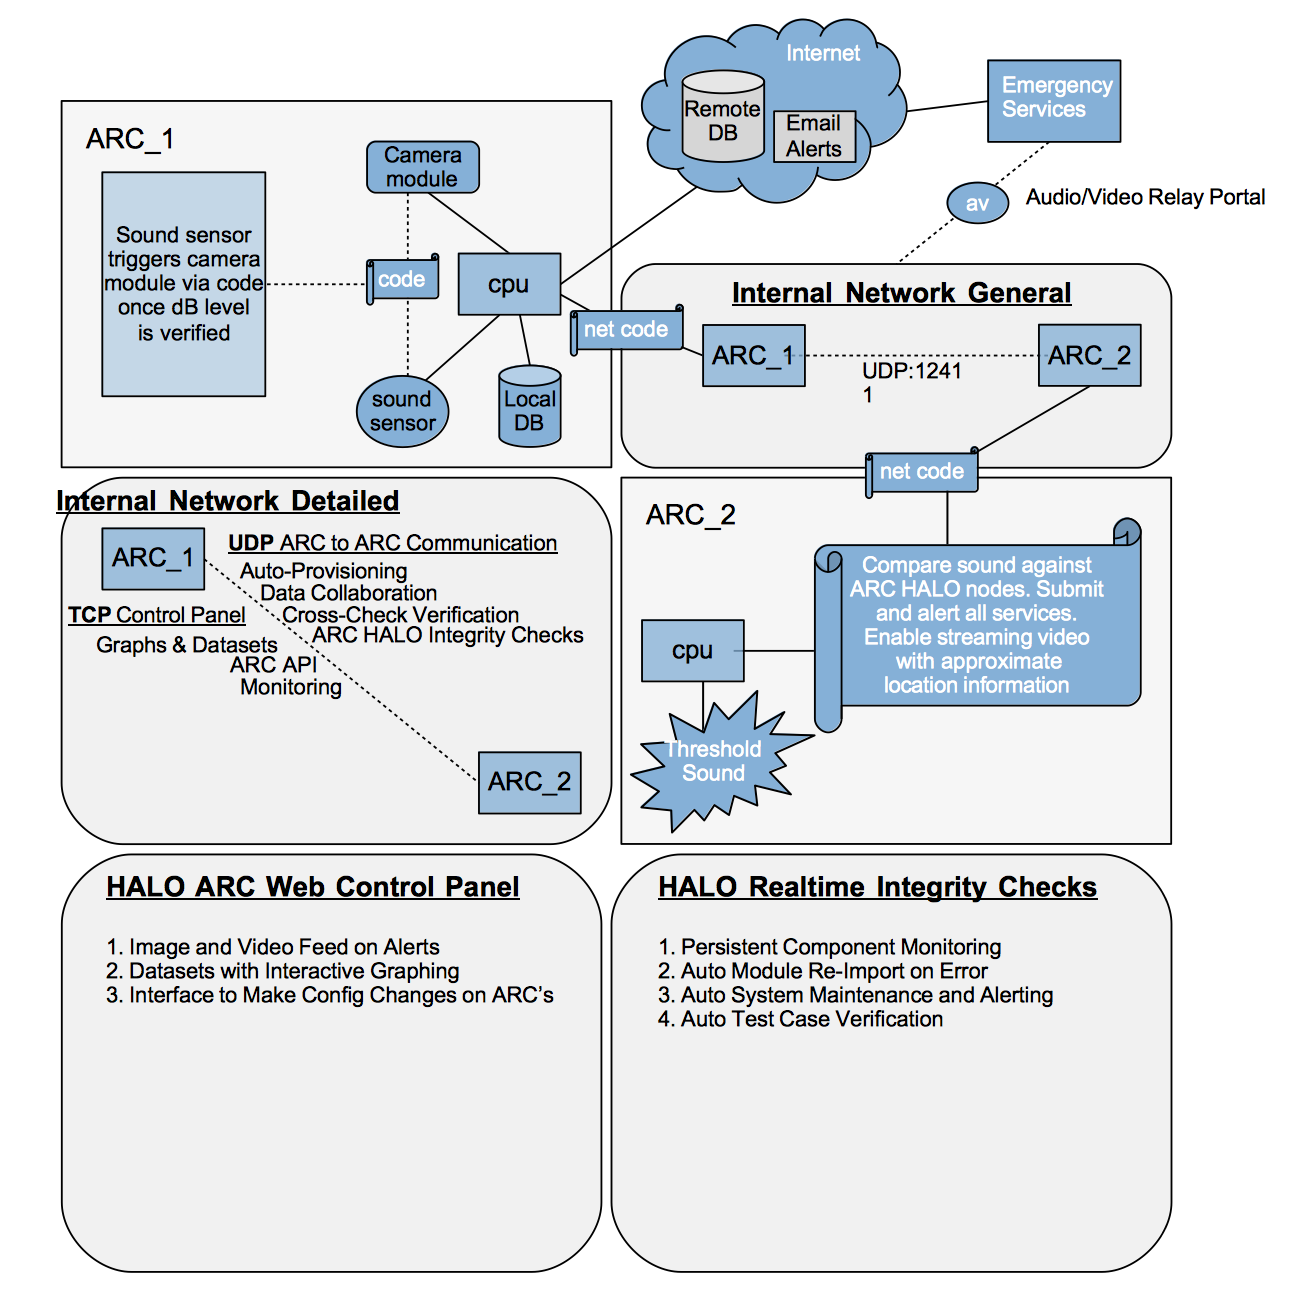 Internet
Remote
DB
Email
Alerts
Emergency
Services
av
Audio/Video Relay Portal
ARC_1
Camera
module
Sound sensor
triggers camera
module via code
once dB level
is verified
code
cpu
sound
sensor
Local
DB
net code
Internal Network General
ARC_1
ARC_2
UDP:1241
1
net code
Internal Network Detailed
ARC_1
UDP ARC to ARC Communication
Auto-Provisioning
Data Collaboration
Cross-Check Verification
ARC HALO Integrity Checks
TCP Control Panel
Graphs & Datasets
ARC API
Monitoring
ARC_2
ARC_2
Compare sound against
ARC HALO nodes. Submit
and alert all services.
Enable streaming video
with approximate
location information
cpu
Threshold
Sound
HALO ARC Web Control Panel
1. Image and Video Feed on Alerts
2. Datasets with Interactive Graphing
3. Interface to Make Config Changes on ARC's
HALO Realtime Integrity Checks
1. Persistent Component Monitoring
2. Auto Module Re-Import on Error
3. Auto System Maintenance and Alerting
4. Auto Test Case Verification